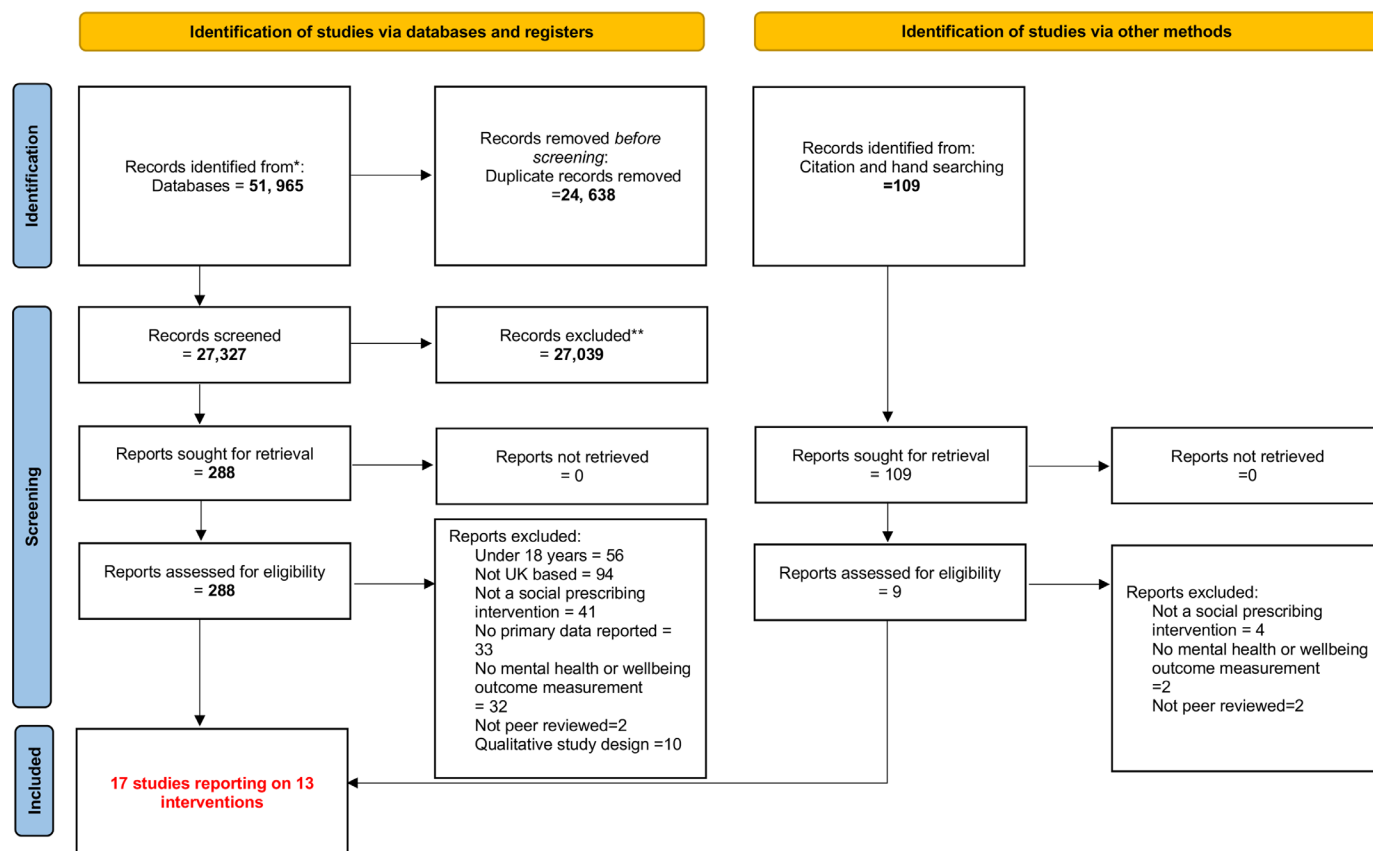 Identification of studies via databases and registers
Identification of studies via other methods
Identification
Records identified from*:
Databases = 51, 965
Records removed before
screening:
Duplicate records removed
=24, 638
Records identified from:
Citation and hand searching
=109
Screening
Records screened
= 27,327
Records excluded**
= 27,039
Reports sought for retrieval
= 288
Reports not retrieved
= 0
Reports sought for retrieval
= 109
Reports not retrieved
=0
Reports assessed for eligibility
= 288
Reports excluded:
Under 18 years = 56
Not UK based = 94
Not a social prescribing
intervention = 41
No primary data reported =
33
No mental health or wellbeing
outcome measurement
= 32
Not peer reviewed=2
Qualitative study design =10
Reports assessed for eligibility
= 9
Reports excluded:
Not a social prescribing
intervention = 4
No mental health or wellbeing
outcome measurement
=2
Not peer reviewed=2
Included
17 studies reporting on 13
interventions